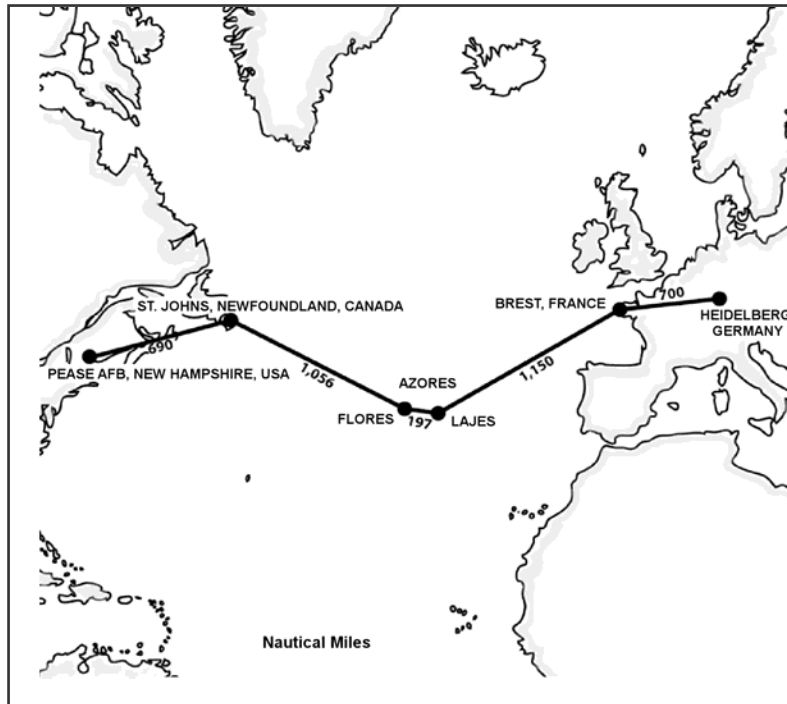 ST. JOHNS, NEWFOUNDLAND, CANADA
BREST, FRANCE
700
HEIDELBERG
GERMANY
690
PEASE AFB, NEW HAMPSHIRE, USA
1,056
1,150
AZORES
FLORES
197
LAJES
Nautical Miles